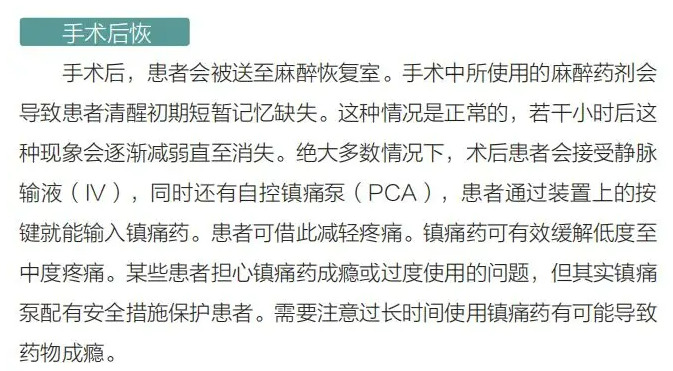 手术后恢
手术后，患者会被送至麻醉恢复室。手术中所使用的麻醉药剂会
导致患者清醒初期短暂记忆缺失。这种情况是正常的，若干小时后这
种现象会逐渐减弱直至消失。绝大多数情况下，术后患者会接受静脉
输液（IV），同时还有自控镇痛泵（PCA），患者通过装置上的按
键就能输入镇痛药。患者可借此减轻疼痛。镇痛药可有效缓解低度至
中度疼痛。某些患者担心镇痛药成瘾或过度使用的问题，但其实镇痛
泵配有安全措施保护患者。需要注意过长时间使用镇痛药有可能导致
药物成瘾。